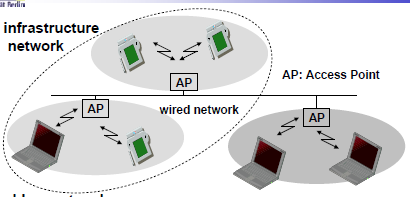 infrastructure
network
AP: Access Point
AP
wired network
AP
AP